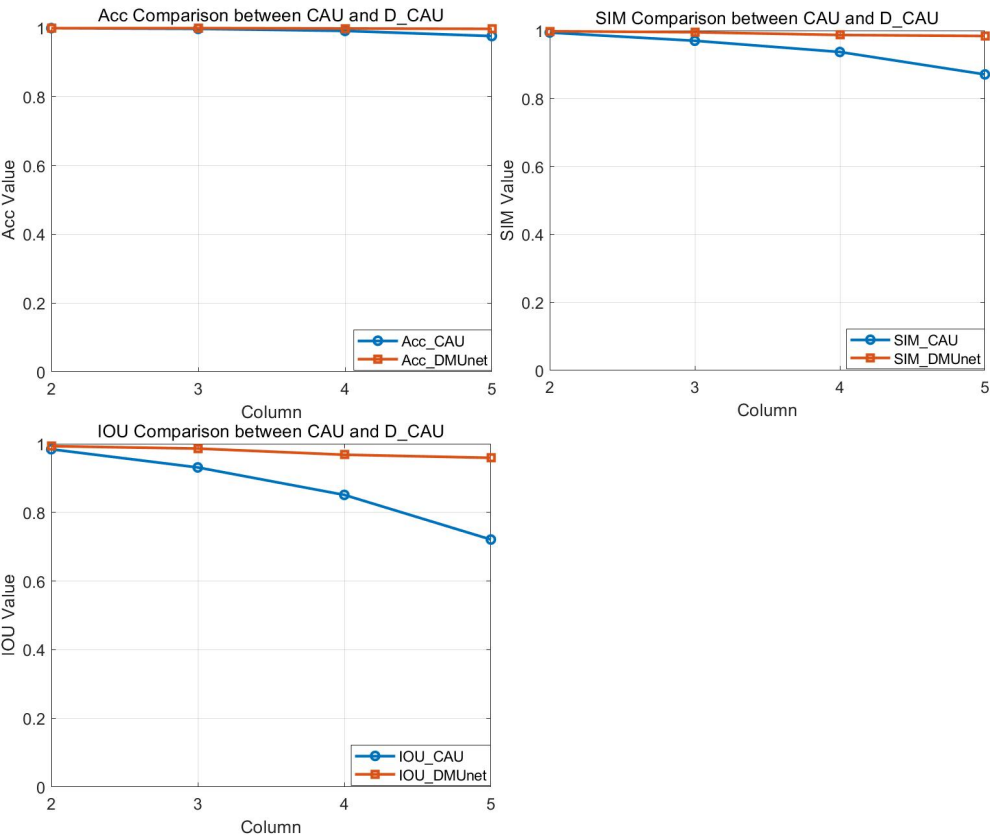 Acc Comparison between CAU and D_CAU
Acc Value
1
0.8
0.6
0.4
0.2
0
2
3
4
5
Column
Acc_CAU
Acc_DMUnet
SIM Comparison between CAU and D_CAU
SIM Value
1
0.8
0.6
0.4
0.2
0
2
3
4
5
Column
SIM_CAU
SIM_DMUnet
IOU Comparison between CAU and D_CAU
IOU Value
1
0.8
0.6
0.4
0.2
0
2
3
4
5
Column
IOU_CAU
IOU_DMUnet